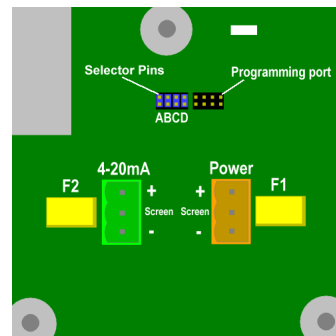 Selector Pins
Programming port
ABCD
4-20mA
Power
F2
+
+
F1
Screen
Screen
-
-